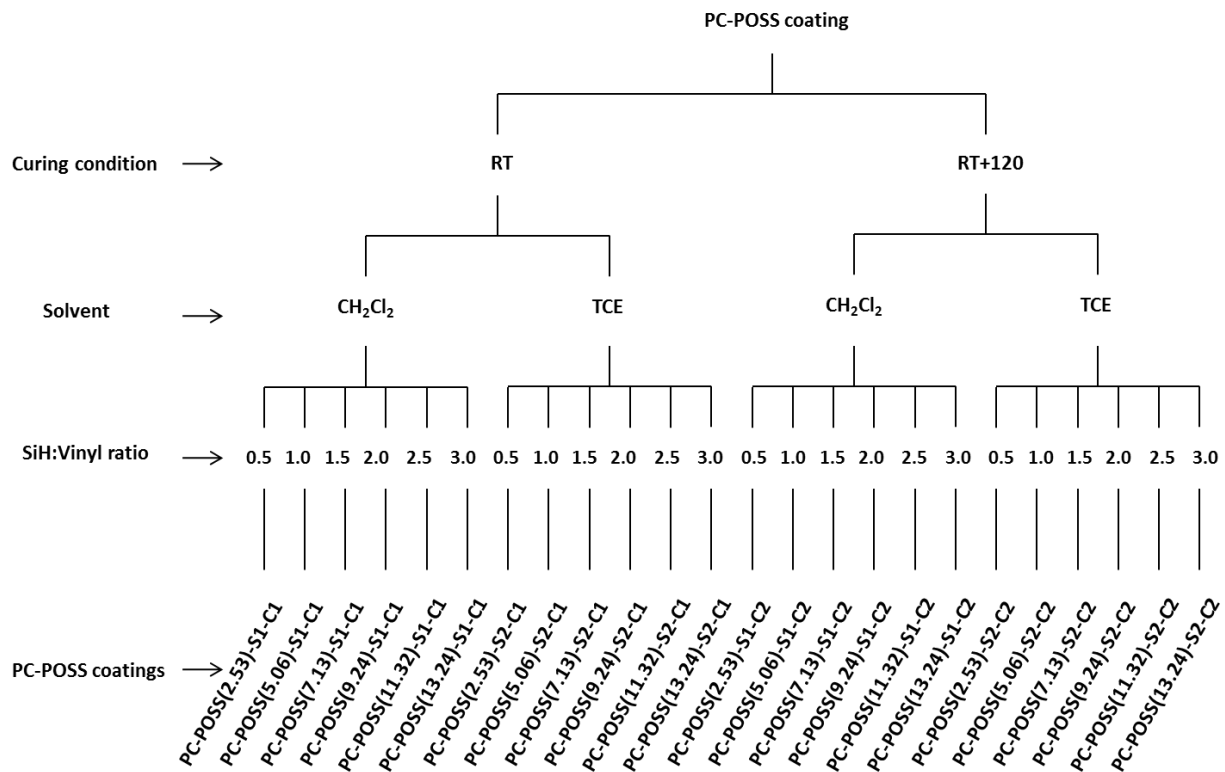 PC-POSS coating
Curing condition
RT
RT+120
Solvent
CH₂Cl₂
TCE
CH₂Cl₂
TCE
SiH:Vinyl ratio
0.5 1.0 1.5 2.0 2.5 3.0 0.5 1.0 1.5 2.0 2.5 3.0 0.5 1.0 1.5 2.0 2.5 3.0 0.5 1.0 1.5 2.0 2.5 3.0
PC-POSS coatings
PC-POSS(2.53)-S1-C1
PC-POSS(5.06)-S1-C1
PC-POSS(7.13)-S1-C1
PC-POSS(9.24)-S1-C1
PC-POSS(11.32)-S1-C1
PC-POSS(13.24)-S1-C1
PC-POSS(2.53)-S2-C1
PC-POSS(5.06)-S2-C1
PC-POSS(7.13)-S2-C1
PC-POSS(9.24)-S2-C1
PC-POSS(11.32)-S2-C1
PC-POSS(13.24)-S2-C1
PC-POSS(2.53)-S1-C2
PC-POSS(5.06)-S1-C2
PC-POSS(7.13)-S1-C2
PC-POSS(9.24)-S1-C2
PC-POSS(11.32)-S1-C2
PC-POSS(13.24)-S1-C2
PC-POSS(2.53)-S2-C2
PC-POSS(5.06)-S2-C2
PC-POSS(7.13)-S2-C2
PC-POSS(9.24)-S2-C2
PC-POSS(11.32)-S2-C2
PC-POSS(13.24)-S2-C2